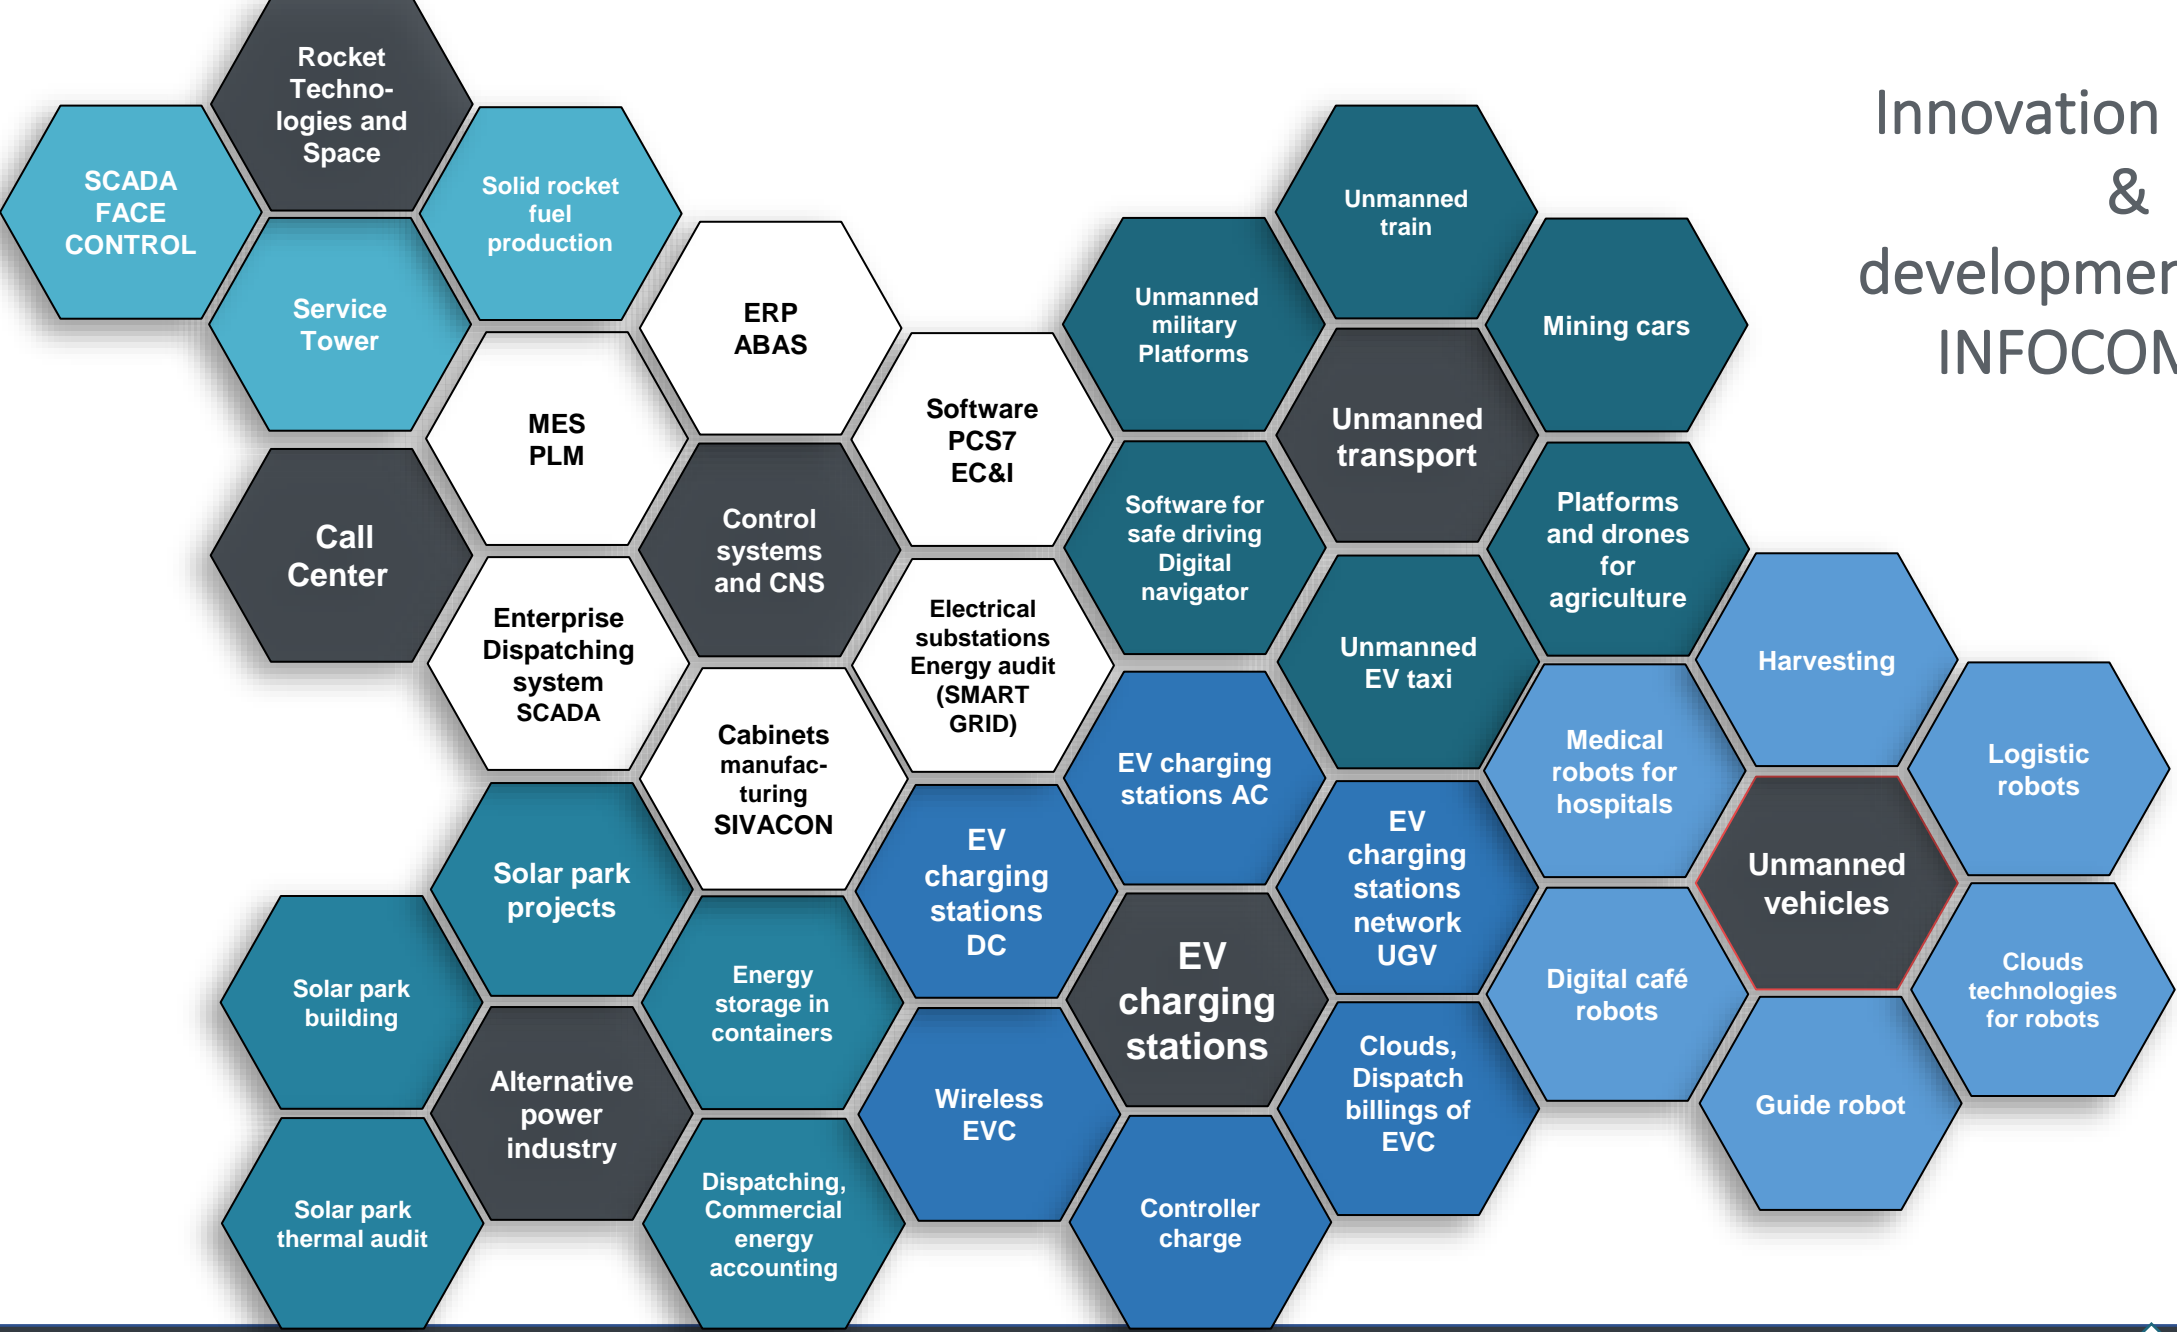 Rocket
Techno-
logies and
Space
SCADA
FACE
CONTROL
Solid rocket
fuel
production
Service
Tower
ERP
ABAS
MES
PLM
Software
PCS7
EC&I
Call
Center
Control
systems
and CNS
Enterprise
Dispatching
system
SCADA
Electrical
substations
Energy audit
(SMART
GRID)
Cabinets
manufac-
turing
SIVACON
Unmanned
train
Unmanned
military
Platforms
Mining cars
Unmanned
transport
Software for
safe driving
Digital
navigator
Platforms
and drones
for
agriculture
Unmanned
EV taxi
Innovation
&
INFOCOM
Harvesting
Medical
robots for
hospitals
Logistic
robots
Unmanned
vehicles
Digital café
robots
Clouds
technologies
for robots
Guide robot
EV charging
stations AC
EV
charging
stations
DC
EV
charging
stations
network
UGV
EV
charging
stations
Wireless
EVC
Clouds,
Dispatch
billings of
EVC
Controller
charge
Solar park
projects
Solar park
building
Energy
storage in
containers
Alternative
power
industry
Solar park
thermal audit
Dispatching,
Commercial
energy
accounting